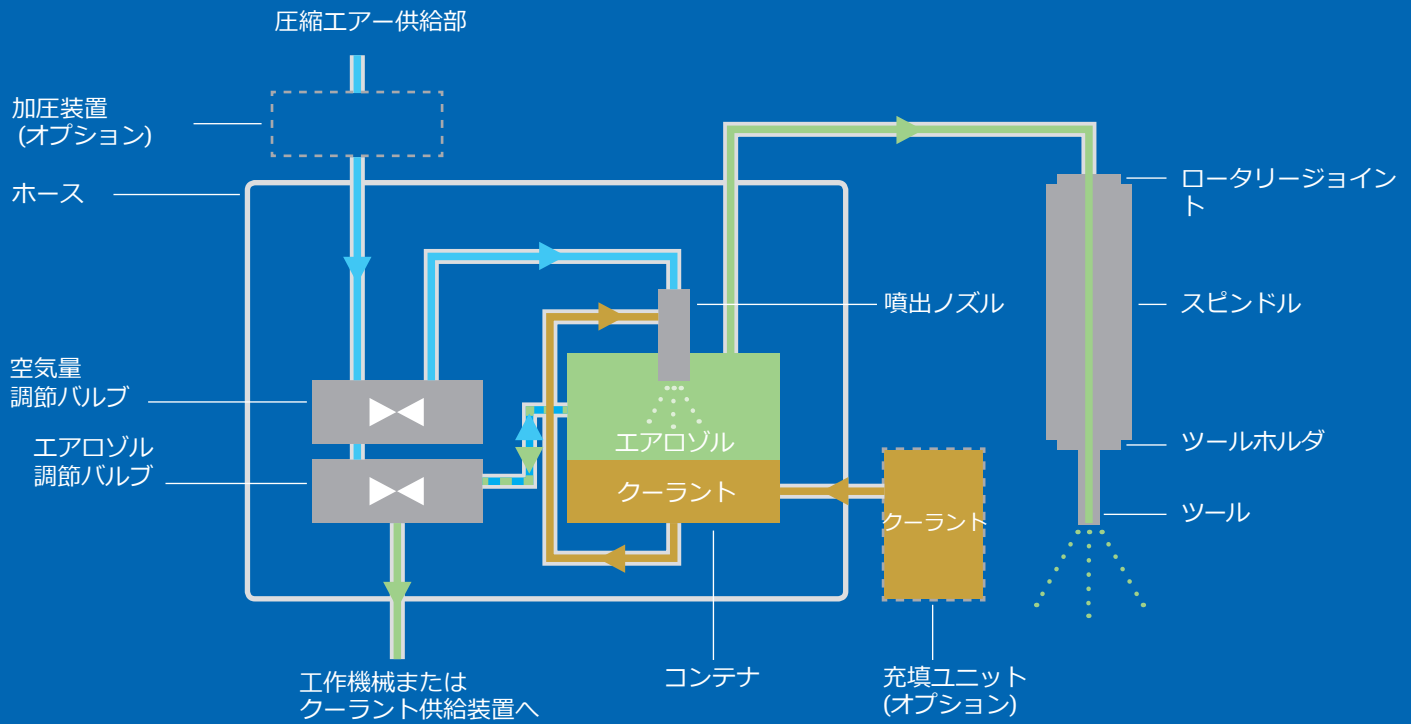 圧縮エアー供給部
加圧装置
(オプション)
ホース
ロータリージョイン
ト
噴出ノズル
スピンドル
空気量
調節バルブ
エアロゾル
調節バルブ
エアロゾル
ツールホルダ
クーラント
クーラント
ツール
工作機械または
クーラント供給装置へ
コンテナ
充填ユニット
(オプション)